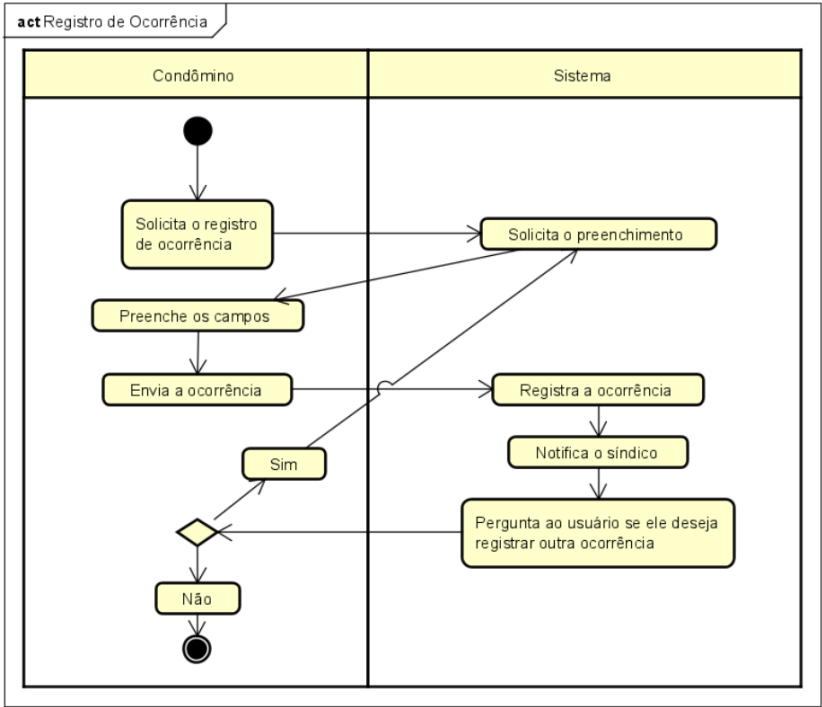 act Registro de Ocorrência
Condômino
Sistema
Solicita o registro
de ocorrência
Solicita o preenchimento
Preenche os campos
Envia a ocorrência
Registra a ocorrência
Notifica o síndico
Sim
Pergunta ao usuário se ele deseja
registrar outra ocorrência
Não